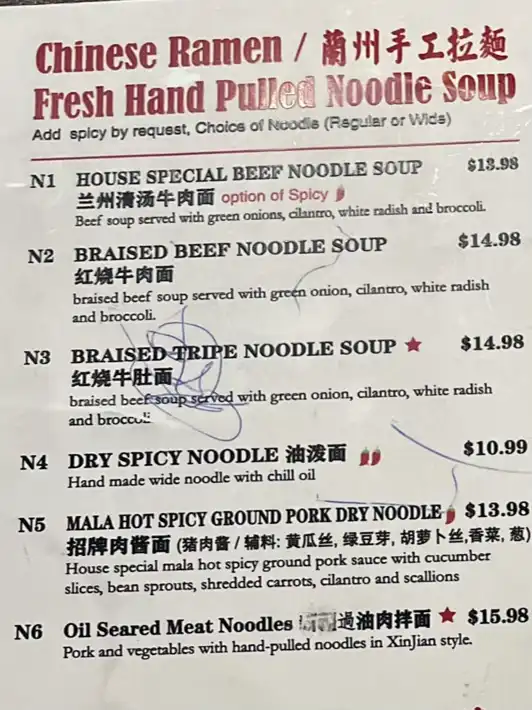 Chinese Ramen / 蘭州手工拉麵
Fresh Hand Pulled Noodle Soup
Add spicy by request, Choice of Noodle (Regular or Wide)
N1 HOUSE SPECIAL BEEF NOODLE SOUP $13.98
兰州清汤牛肉面 option of Spicy
Beef soup served with green onions, cilantro, white radish and broccoli.
N2 BRAISED BEEF NOODLE SOUP $14.98
红烧牛肉面
braised beef soup served with green onion, cilantro, white radish
and broccoli.
N3 BRAISED TRIPE NOODLE SOUP ★ $14.98
红烧牛肚面
braised beef soup served with green onion, cilantro, white radish
and broccoli.
N4 DRY SPICY NOODLE 油泼面 $10.99
Hand made wide noodle with chill oil
N5 MALA HOT SPICY GROUND PORK DRY NOODLE $13.98
招牌肉酱面 (猪肉酱 / 辅料: 黄瓜丝, 绿豆芽, 胡萝卜丝,香菜, 葱)
House special mala hot spicy ground pork sauce with cucumber
slices, bean sprouts, shredded carrots, cilantro and scallions
N6 Oil Seared Meat Noodles 過油肉拌面 ★ $15.98
Pork and vegetables with hand-pulled noodles in XinJian style.